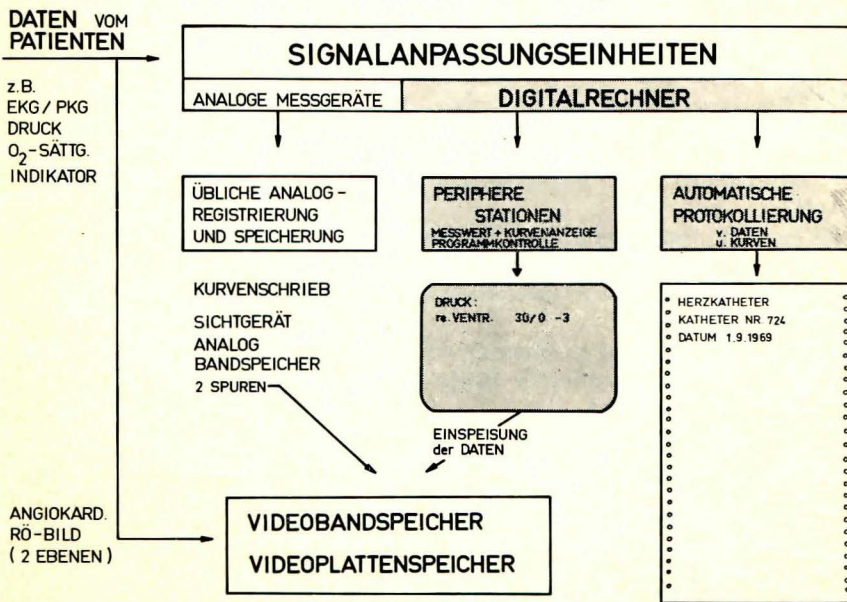 DATEN VOM
PATIENTEN
z.B.
EKG / PKG
DRUCK
O₂-SÄTTG.
INDIKATOR
SIGNALANPASSUNGSEINHEITEN
ANALOGE MESSGERÄTE
DIGITALRECHNER
ÜBLICHE ANALOG-
REGISTRIERUNG
UND SPEICHERUNG
PERIPHERE
STATIONEN
MESSWERT + KURVENANZEIGE
PROGRAMMKONTROLLE
AUTOMATISCHE
PROTOKOLLIERUNG
v. DATEN
u. KURVEN
KURVENSCHRIEB
SICHTGERÄT
ANALOG
BANDSPEICHER
2 SPUREN
DRUCK:
re. VENTR. 30/0 -3
HERZKATHETER
KATHETER NR. 724
DATUM 1.9.1969
EINSPEISUNG
der DATEN
ANGIOKARD.
RÖ-BILD
( 2 EBENEN )
VIDEOBANDSPEICHER
VIDEOPLATTENSPEICHER